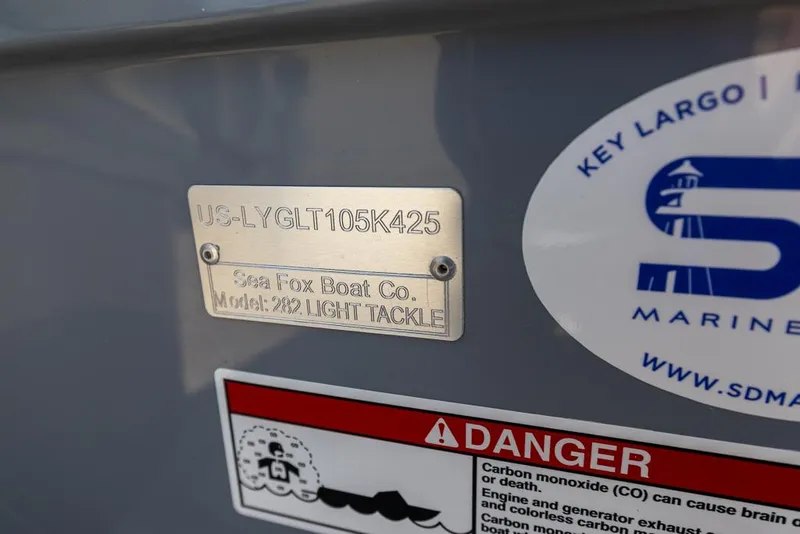 US-LYGLT105K425
Sea Fox Boat Co.
Model: 282 LIGHT TACKLE
KEY LARGO |
S
MARINE
WWW.SDMA
DANGER
Carbon monoxide (CO) can cause brain
or death.
Engine and generator exhaust
and colorless carbon
Carbon